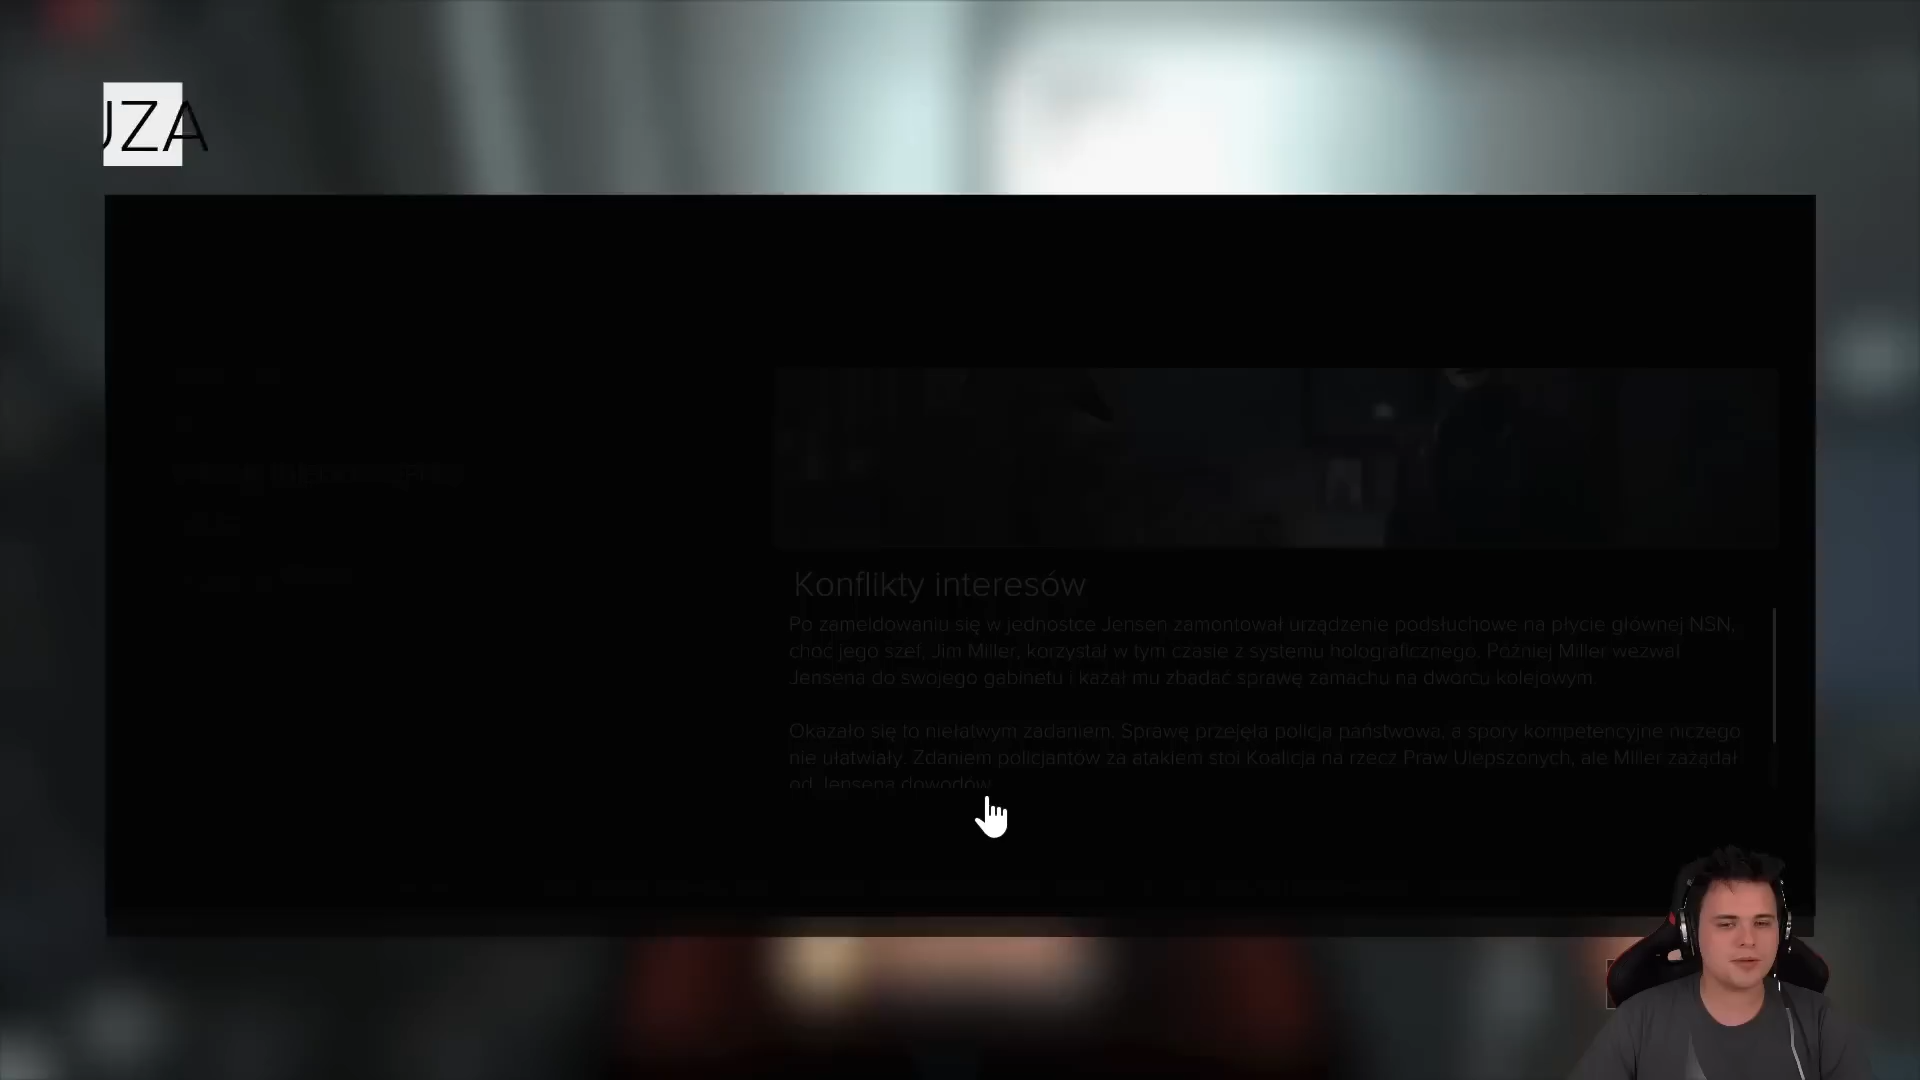 UZA
Konflikty interesów
Po zameldowaniu się w jednostce Jensen zamontował urządzenie podsłuchowe na płycie głównej NSN,
choć jego szef, Jim Miller, korzystał w tym czasie z systemu holograficznego. Później Miller wezwał
Jensena do swojego gabinetu i kazał mu zbadać sprawę zamachu na dworcu kolejowym.
Okazało się to niełatwym zadaniem. Sprawę przejęła policja państwowa, a spory kompetencyjne niczego
nie ułatwiały. Zdaniem policjantów za atakiem stoi Koalicja na rzecz Praw Ulepszonych, ale Miller zażądał
od Jensena dowodów.